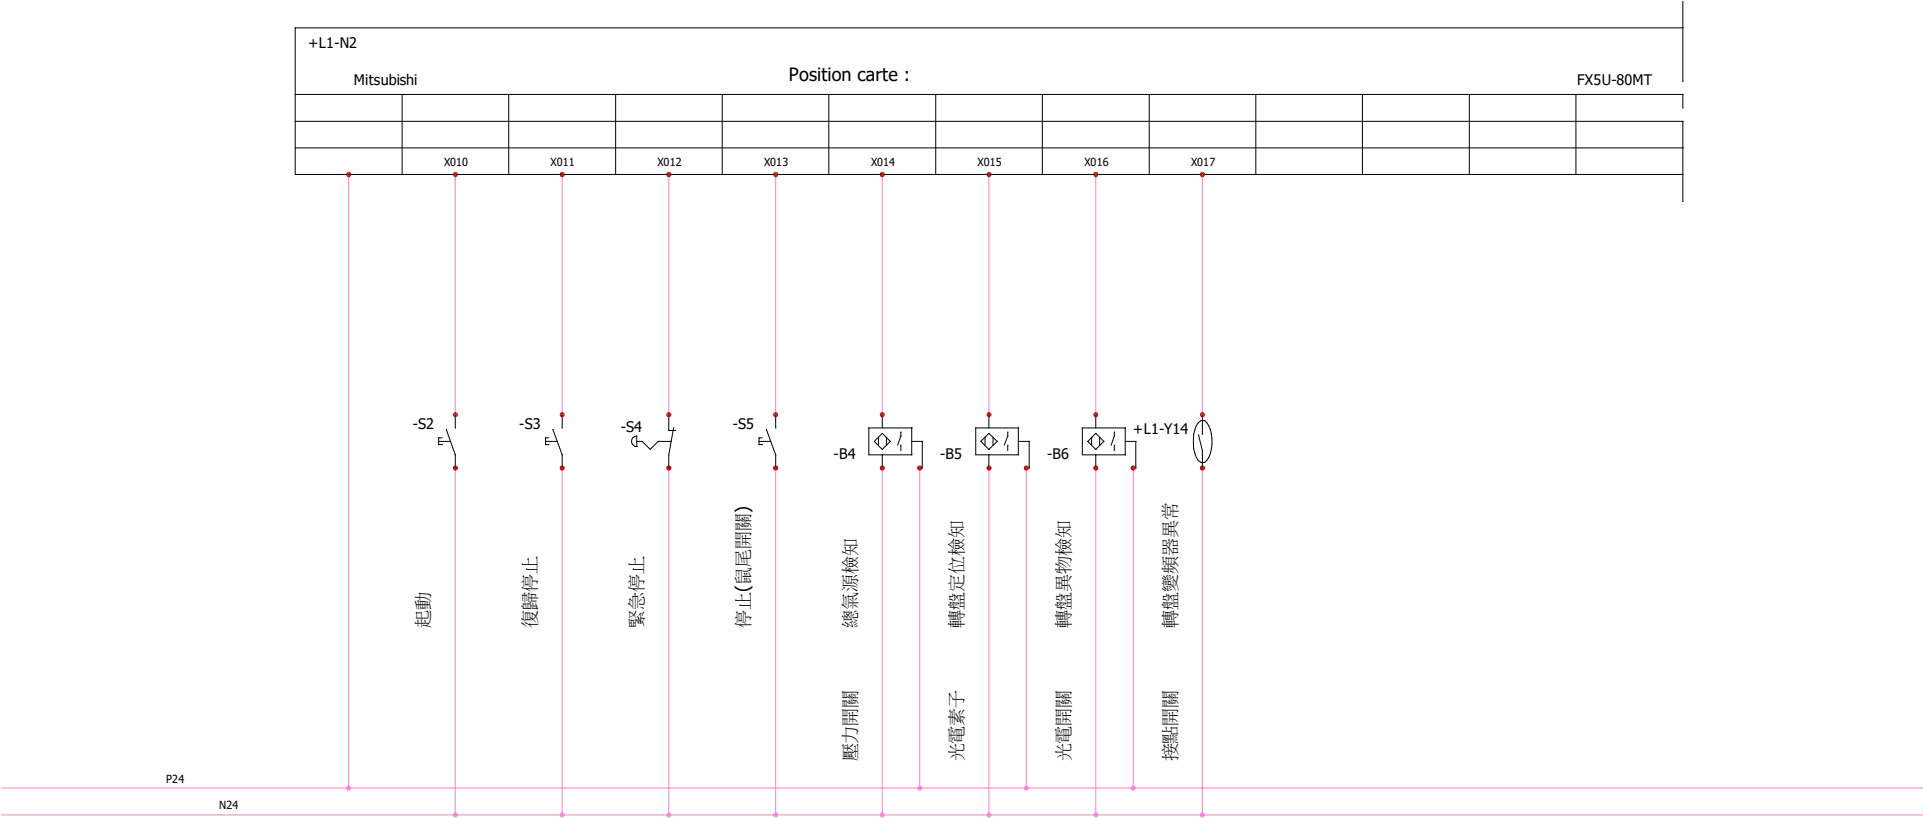 +L1-N2
Mitsubishi
Position carte :
FX5U-80MT
X010
X011
X012
X013
X014
X015
X016
X017
-S2
-S3
-S4
-S5
-B4
-B5
-B6
+L1-Y14
起動
復歸停止
緊急停止
停止(鼠尾開關)
總氣源檢知
轉盤定位檢知
轉盤異物檢知
轉盤變頻器異常
壓力開關
光電素子
光電開關
接點開關
P24
N24